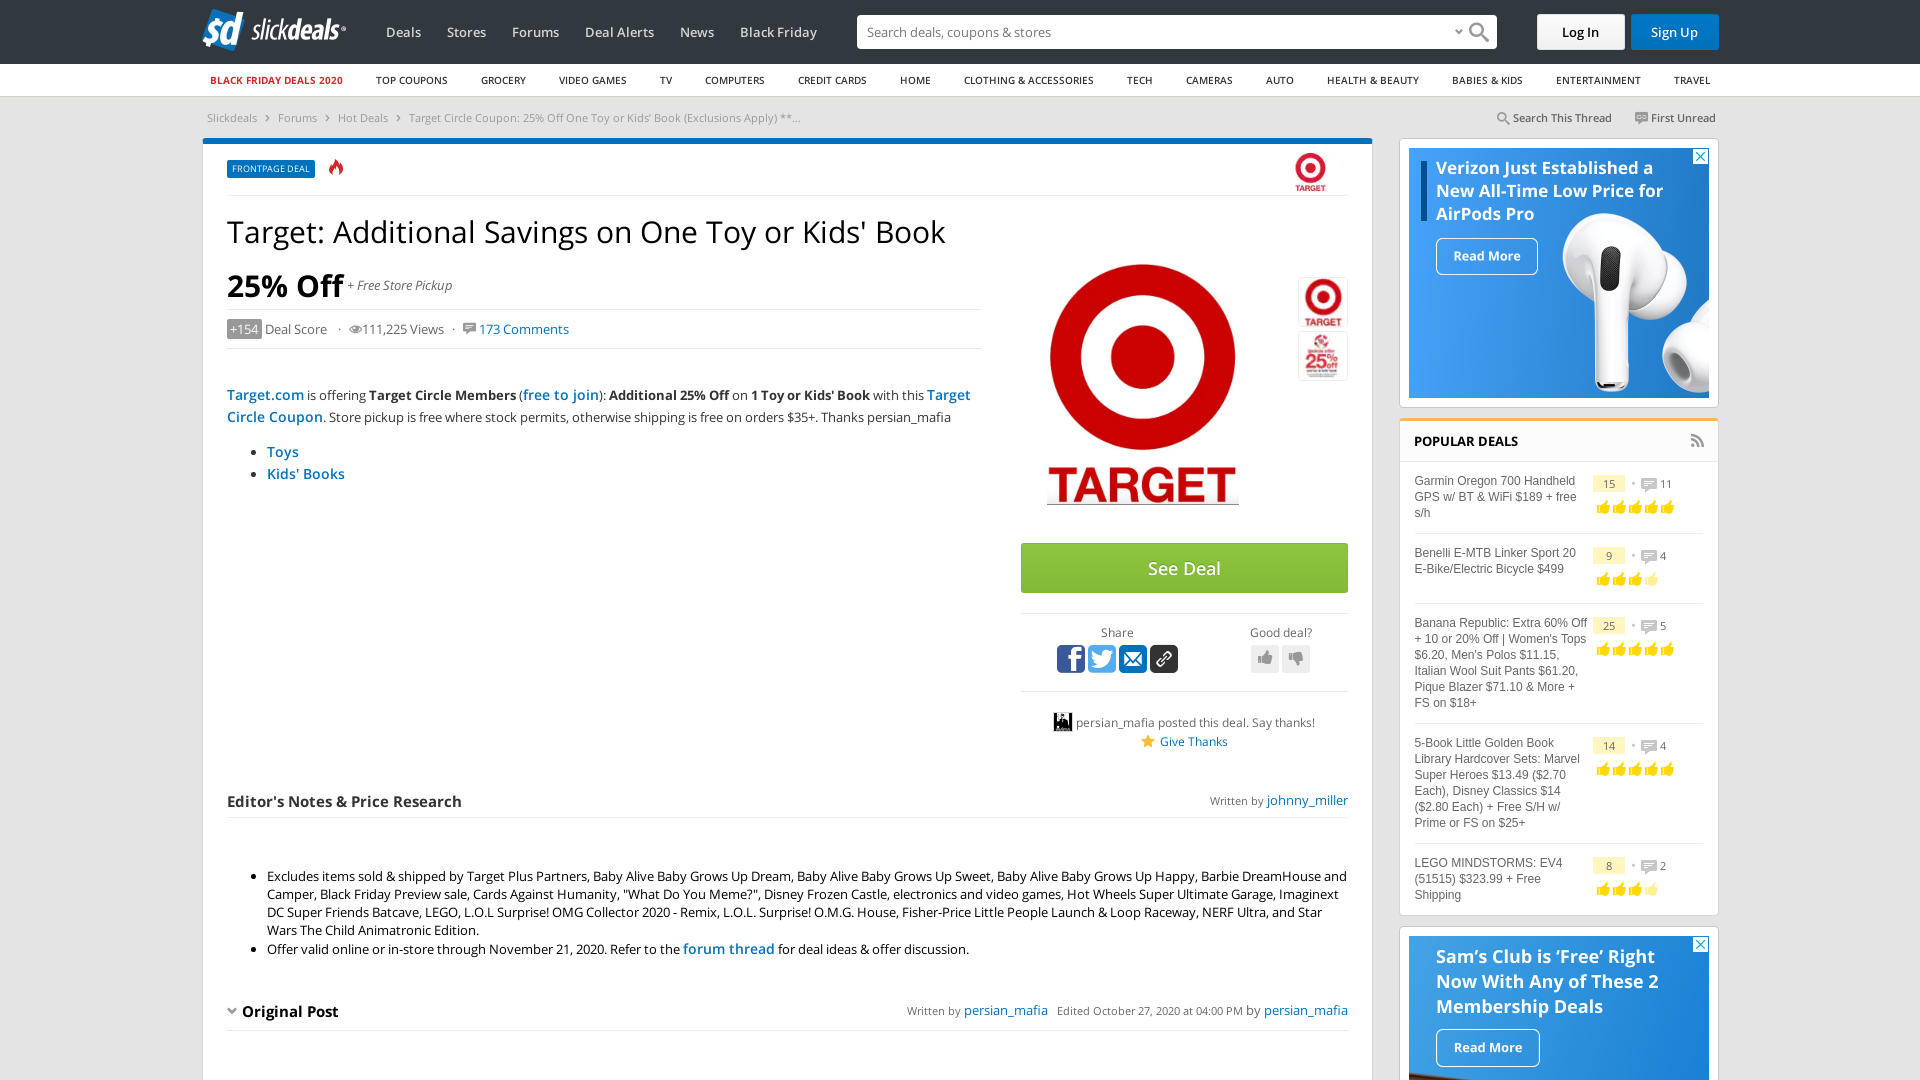 slickdeals
Deals
Stores
Forums
Deal Alerts
News
Black Friday
Search deals, coupons & shops
Log In
Sign Up
BLACK FRIDAY DEALS 2020
TOP COUPONS
GROCERY
VIDEO GAMES
TV
COMPUTERS
CREDIT CARDS
HOME
CLOTHING & ACCESSORIES
TECH
CAMERAS
AUTO
HEALTH & BEAUTY
BABIES & KIDS
ENTERTAINMENT
TRAVEL
Slickdeals > Forums > Hot Deals > Target Circle Coupon: 25% Off One Toy or Kids' Book (Exclusions Apply) **...
Search This Thread
First Unread
FRONTPAGE DEAL
TARGET
Target: Additional Savings on One Toy or Kids' Book
25% Off + Free Store Pickup
+154 Deal Score · 111,225 Views · 173 Comments
Target.com is offering Target Circle Members (free to join): Additional 25% Off on 1 Toy or Kids' Book with this Target
Circle Coupon. Store pickup is free where stock permits, otherwise shipping is free on orders $35+. Thanks persian_mafia
• Toys
• Kids' Books
TARGET
TARGET
25%
off
See Deal
Share
Good deal?
persian_mafia posted this deal. Say thanks!
Give Thanks
Editor's Notes & Price Research
Written by johnny_miller
• Excludes items sold & shipped by Target Plus Partners, Baby Alive Baby Grows Up Dream, Baby Alive Baby Grows Up Sweet, Baby Alive Baby Grows Up Happy, Barbie DreamHouse and
Camper, Black Friday Preview sale, Cards Against Humanity, "What Do You Meme?", Disney Frozen Castle, electronics and video games, Hot Wheels Super Ultimate Garage, Imaginext
DC Super Friends Batcave, LEGO, L.O.L Surprise! OMG Collector 2020 - Remix, L.O.L. Surprise! O.M.G. House, Fisher-Price Little People Launch & Loop Raceway, NERF Ultra, and Star
Wars The Child Animatronic Edition.
• Offer valid online or in-store through November 21, 2020. Refer to the forum thread for deal ideas & offer discussion.
Original Post
Written by persian_mafia Edited October 27, 2020 at 04:00 PM by persian_mafia
Verizon Just Established a
New All-Time Low Price for
AirPods Pro
Read More
POPULAR DEALS
Garmin Oregon 700 Handheld
GPS w/ BT & WiFi $189 + free
s/h
15 • 11
Benelli E-MTB Linker Sport 20
E-Bike/Electric Bicycle $499
9 • 4
Banana Republic: Extra 60% Off
+ 10 or 20% Off | Women's Tops
$6.20, Men's Polos $11.15,
Italian Wool Suit Pants $61.20,
Pique Blazer $71.10 & More +
FS on $18+
25 • 5
5-Book Little Golden Book
Library Hardcover Sets: Marvel
Super Heroes $13.49 ($2.70
Each), Disney Classics $14
($2.80 Each) + Free S/H w/
Prime or FS on $25+
14 • 4
LEGO MINDSTORMS: EV4
(51515) $323.99 + Free
Shipping
8 • 2
Sam's Club is 'Free' Right
Now With Any of These 2
Membership Deals
Read More